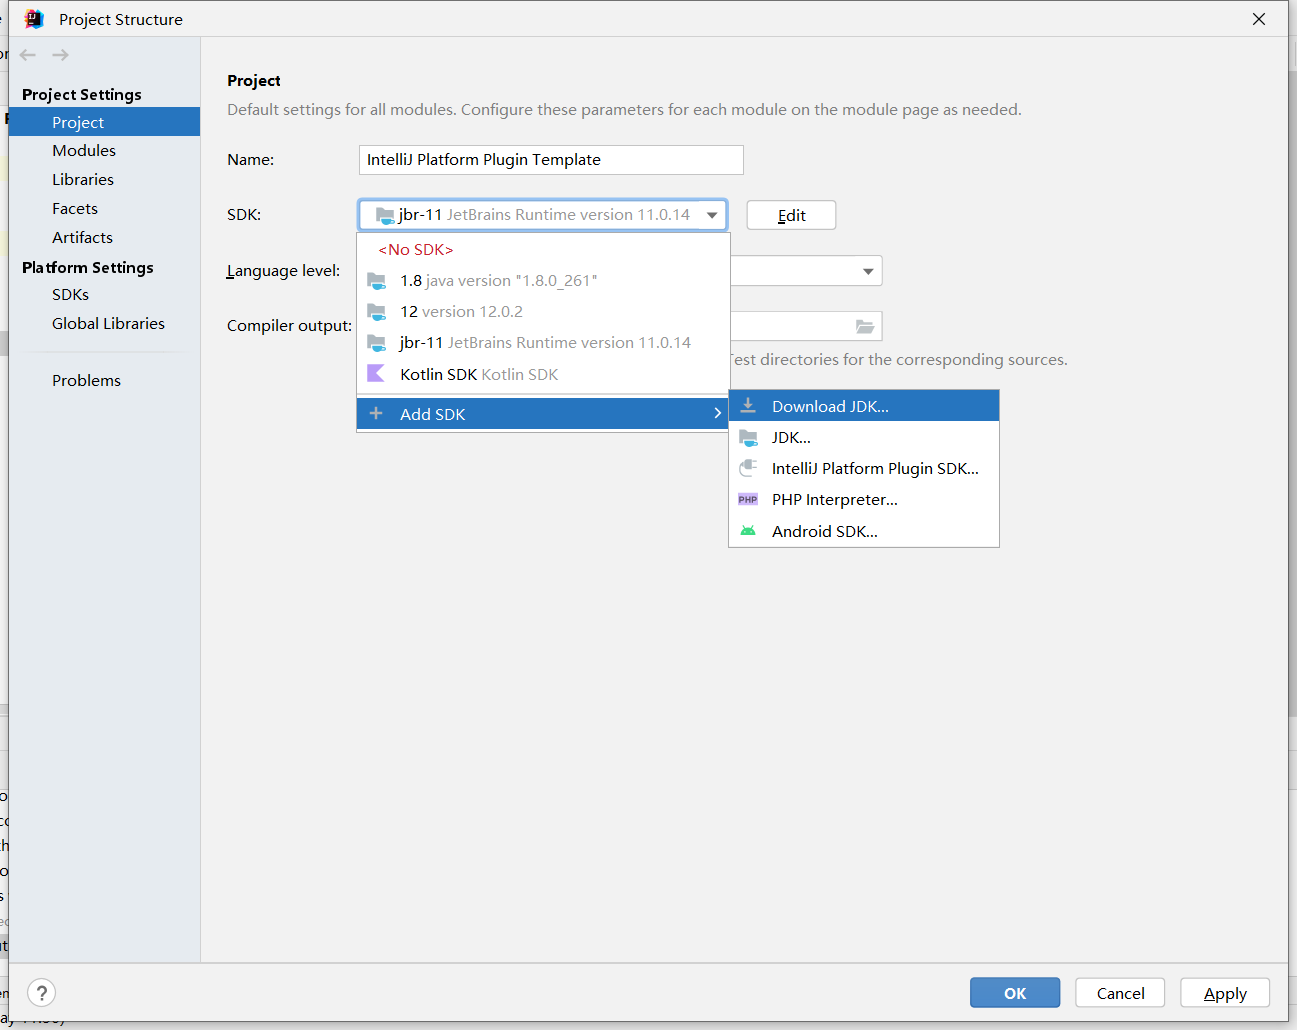 Project Structure
Project Settings
Project
Modules
Libraries
Facets
Artifacts
Platform Settings
SDKs
Global Libraries
Problems
Project
Default settings for all modules. Configure these parameters for each module on the module page as needed.
Name: IntelliJ Platform Plugin Template
SDK: jbr-11 JetBrains Runtime version 11.0.14 Edit
<No SDK>
Language level:
1.8 java version "1.8.0_261"
12 version 12.0.2
Compiler output:
jbr-11 JetBrains Runtime version 11.0.14
Test directories for the corresponding sources.
Kotlin SDK Kotlin SDK
Add SDK
Download JDK...
JDK...
IntelliJ Platform Plugin SDK...
PHP PHP Interpreter...
Android SDK...
? OK Cancel Apply